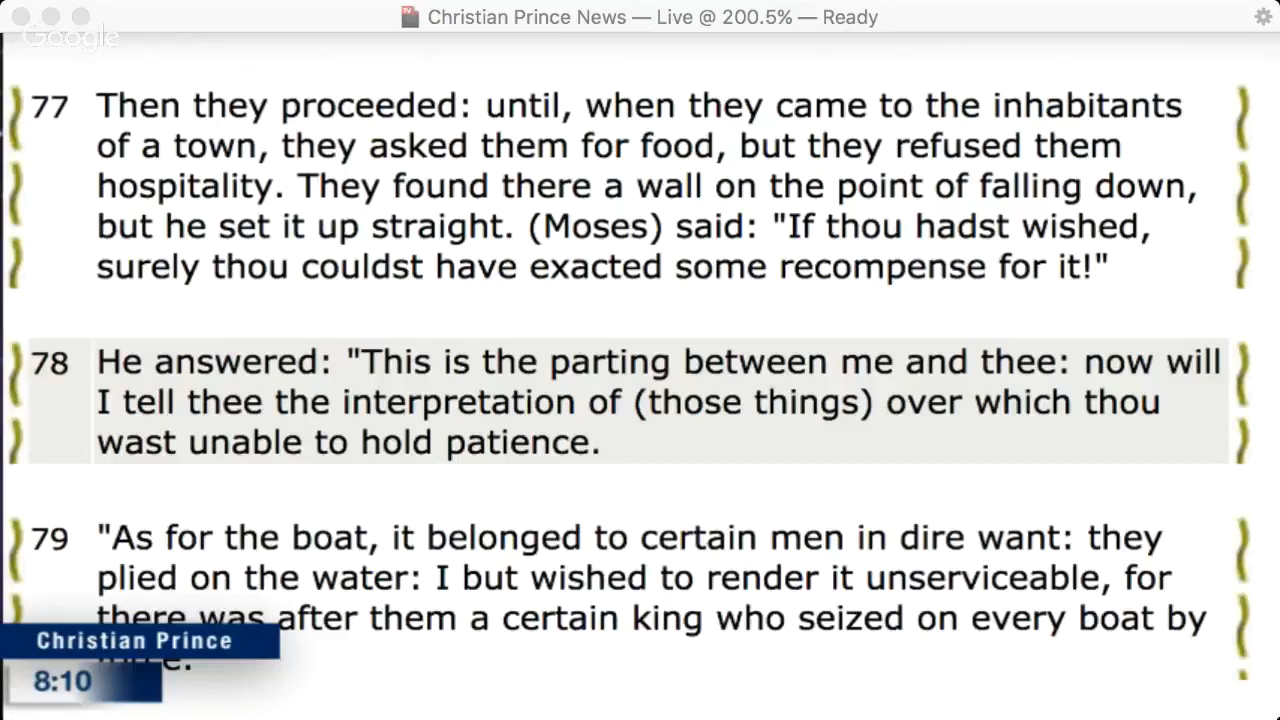 Christian Prince News — Live @ 200.5% — Ready
Google
77 Then they proceeded: until, when they came to the inhabitants
of a town, they asked them for food, but they refused them
hospitality. They found there a wall on the point of falling down,
but he set it up straight. (Moses) said: "If thou hadst wished,
surely thou couldst have exacted some recompense for it!"
78 He answered: "This is the parting between me and thee: now will
I tell thee the interpretation of (those things) over which thou
wast unable to hold patience.
79 "As for the boat, it belonged to certain men in dire want: they
plied on the water: I but wished to render it unserviceable, for
there was after them a certain king who seized on every boat by
Christian Prince
8:10